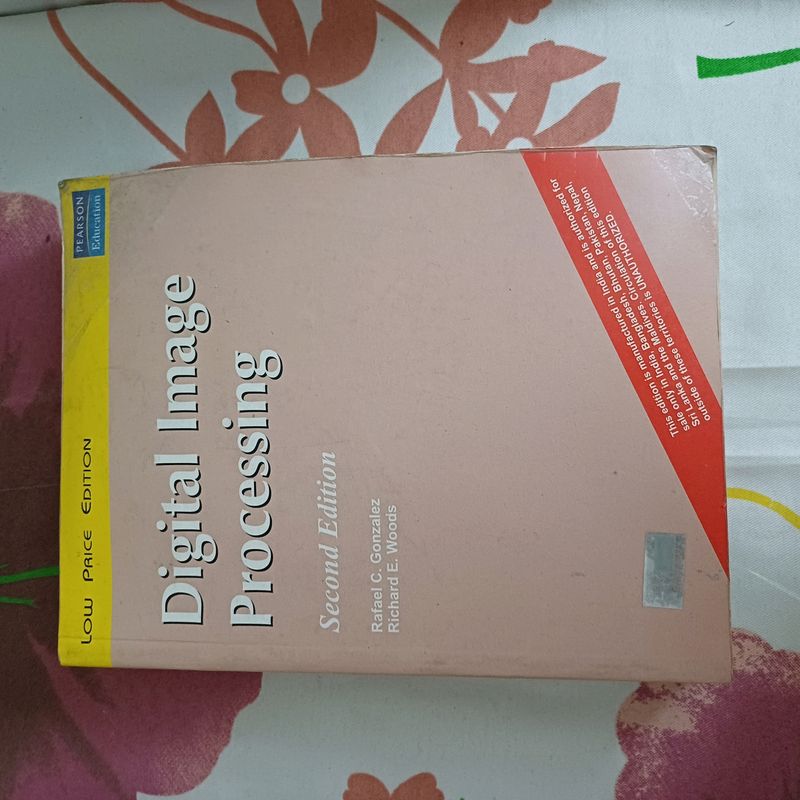 LOW PRICE EDITION
PEARSON
Education
Digital Image
Processing
Second Edition
Rafael C. Gonzalez
Richard E. Woods
This edition is manufactured in India and is authorized for
sale only in India, Bangladesh, Bhutan, Pakistan, Nepal,
Sri Lanka and the Maldives. Circulation of this edition
outside of these territories is UNAUTHORIZED.